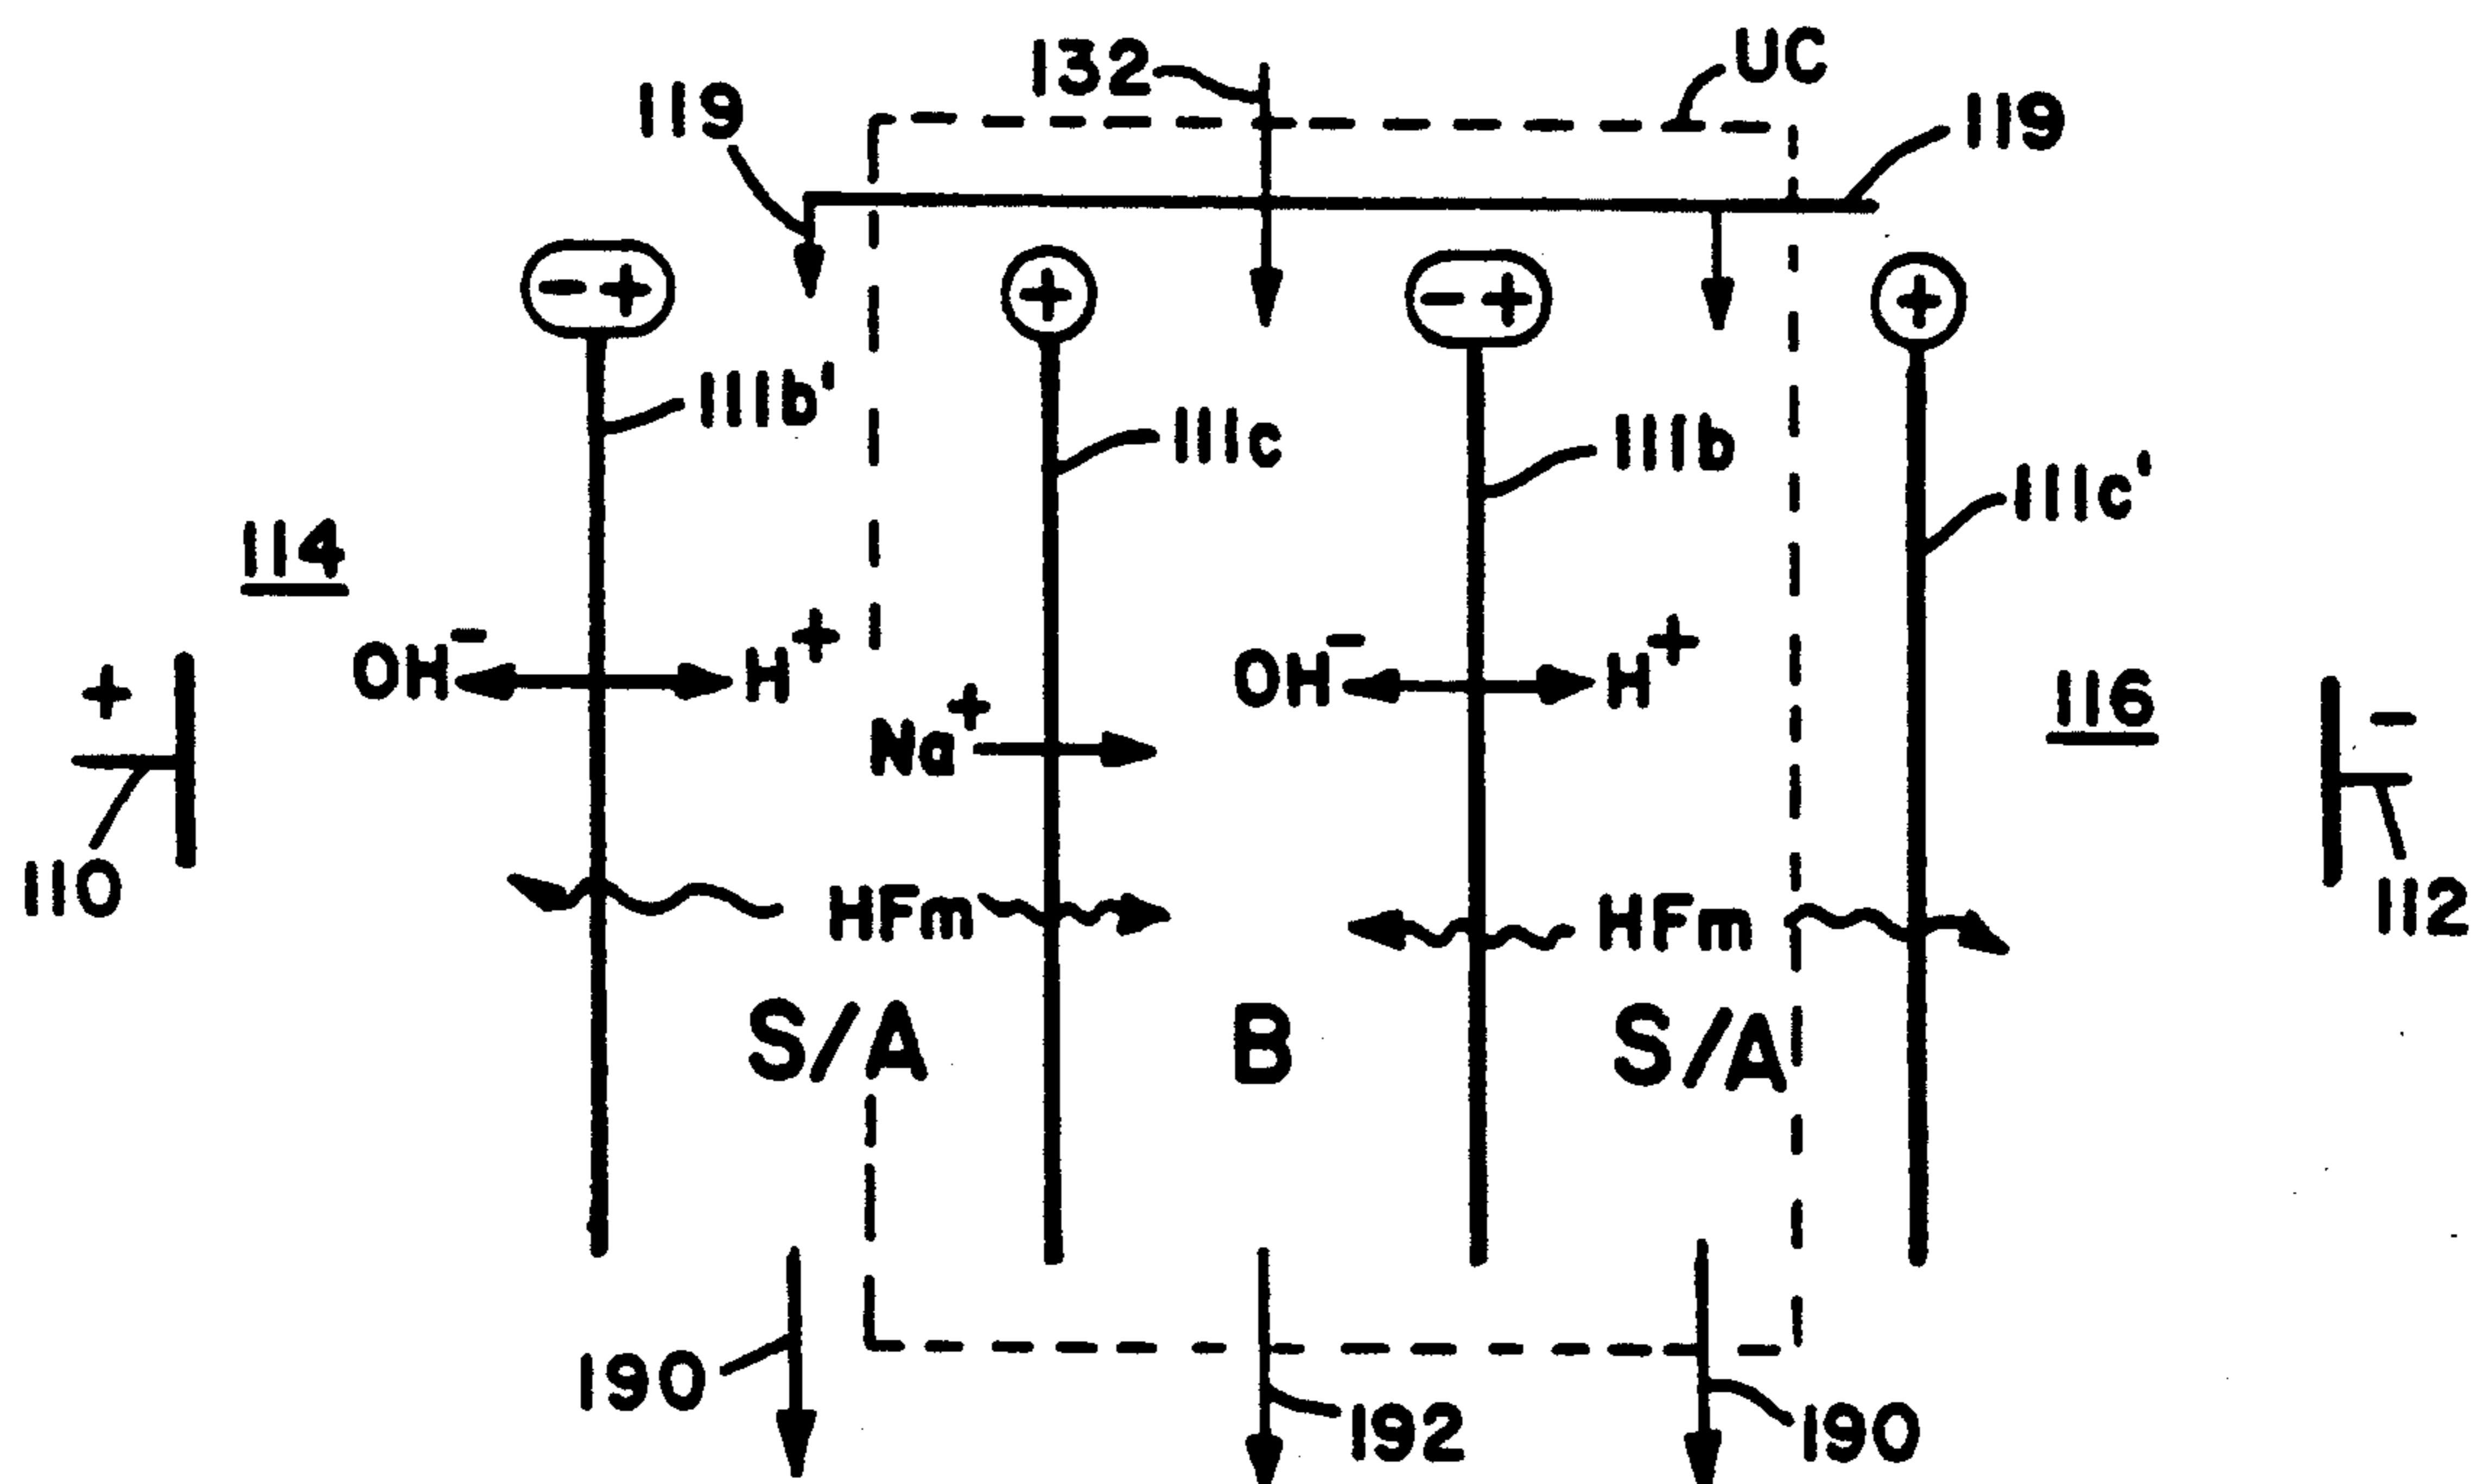 132
UC
119
119
- +
+
- +
+
111b'
111c
111b
111c'
114
OH⁻
H⁺
OH⁻
H⁺
116
+
Na⁺
-
110
HFm
HFm
112
S/A
B
S/A
190
192
190